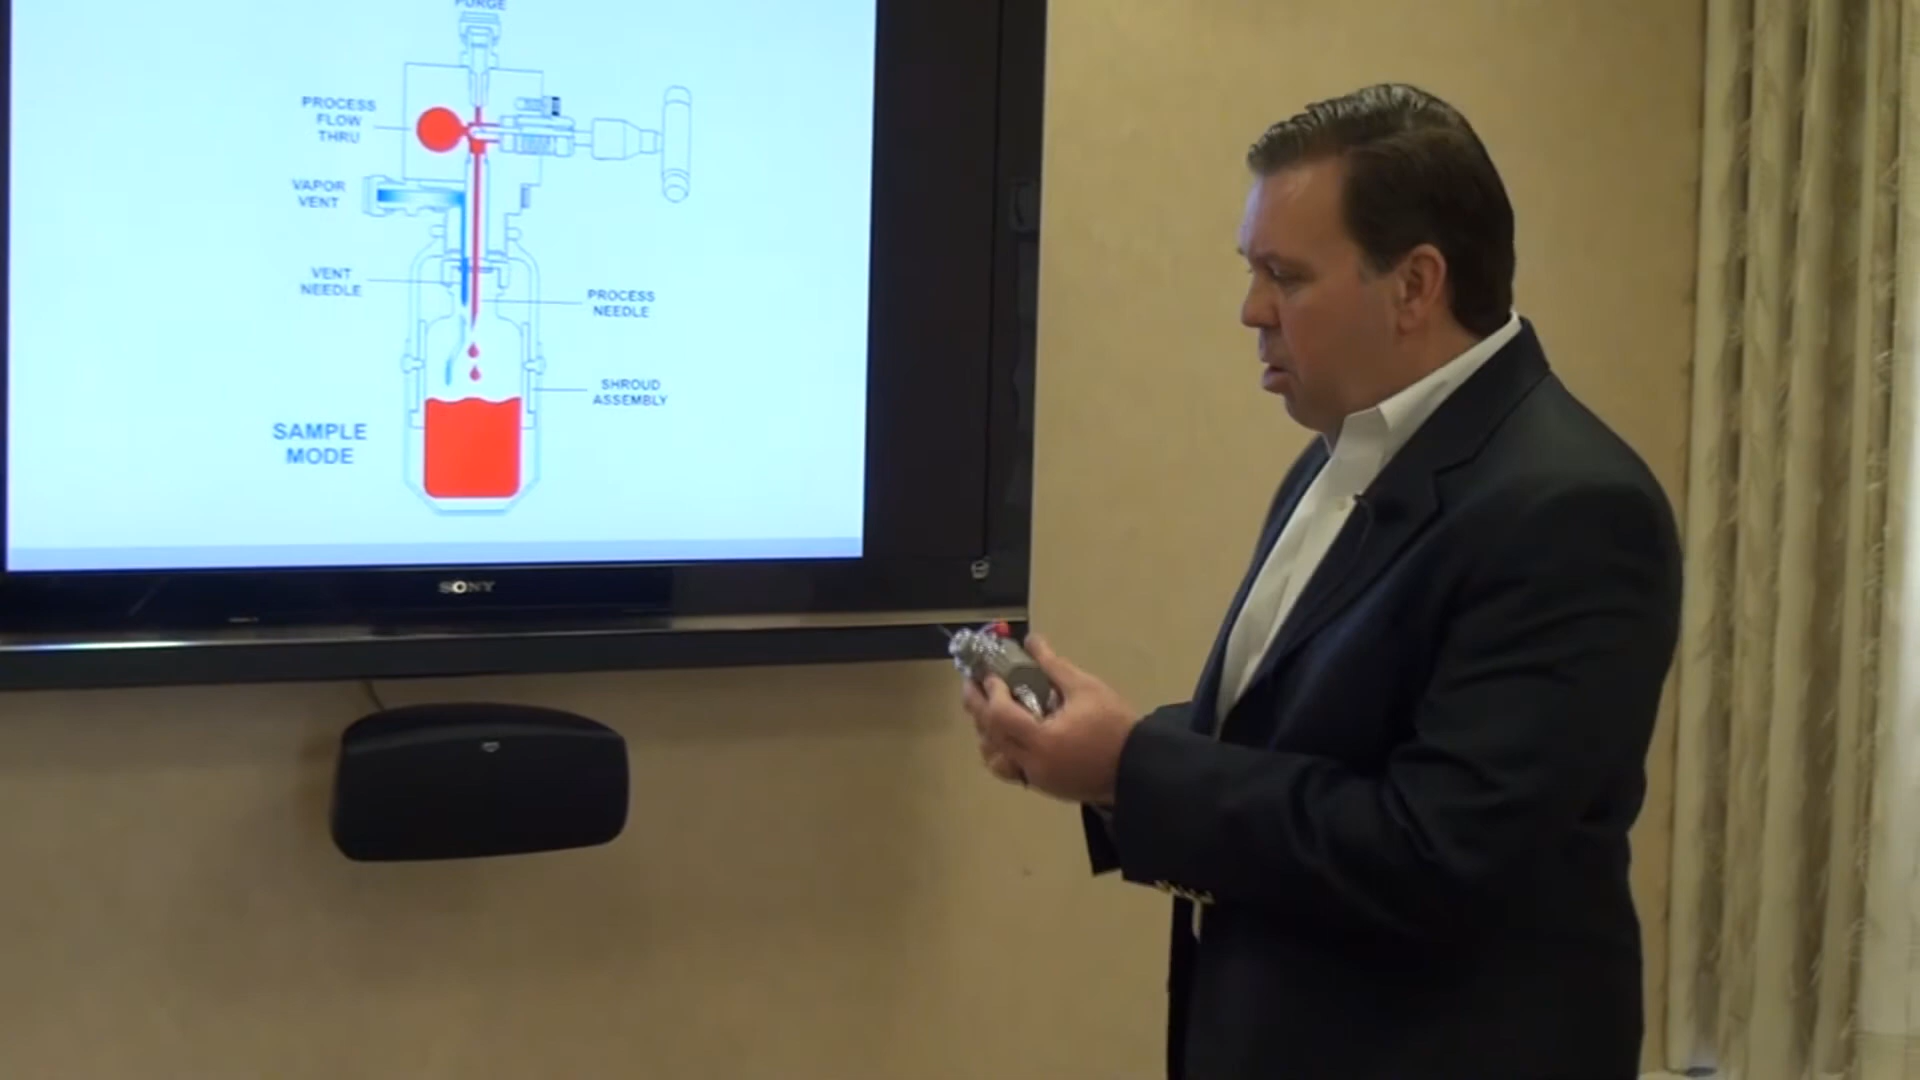 PURGE
PROCESS
FLOW
THRU
VAPOR
VENT
VENT
NEEDLE
PROCESS
NEEDLE
SHROUD
ASSEMBLY
SAMPLE
MODE
SONY